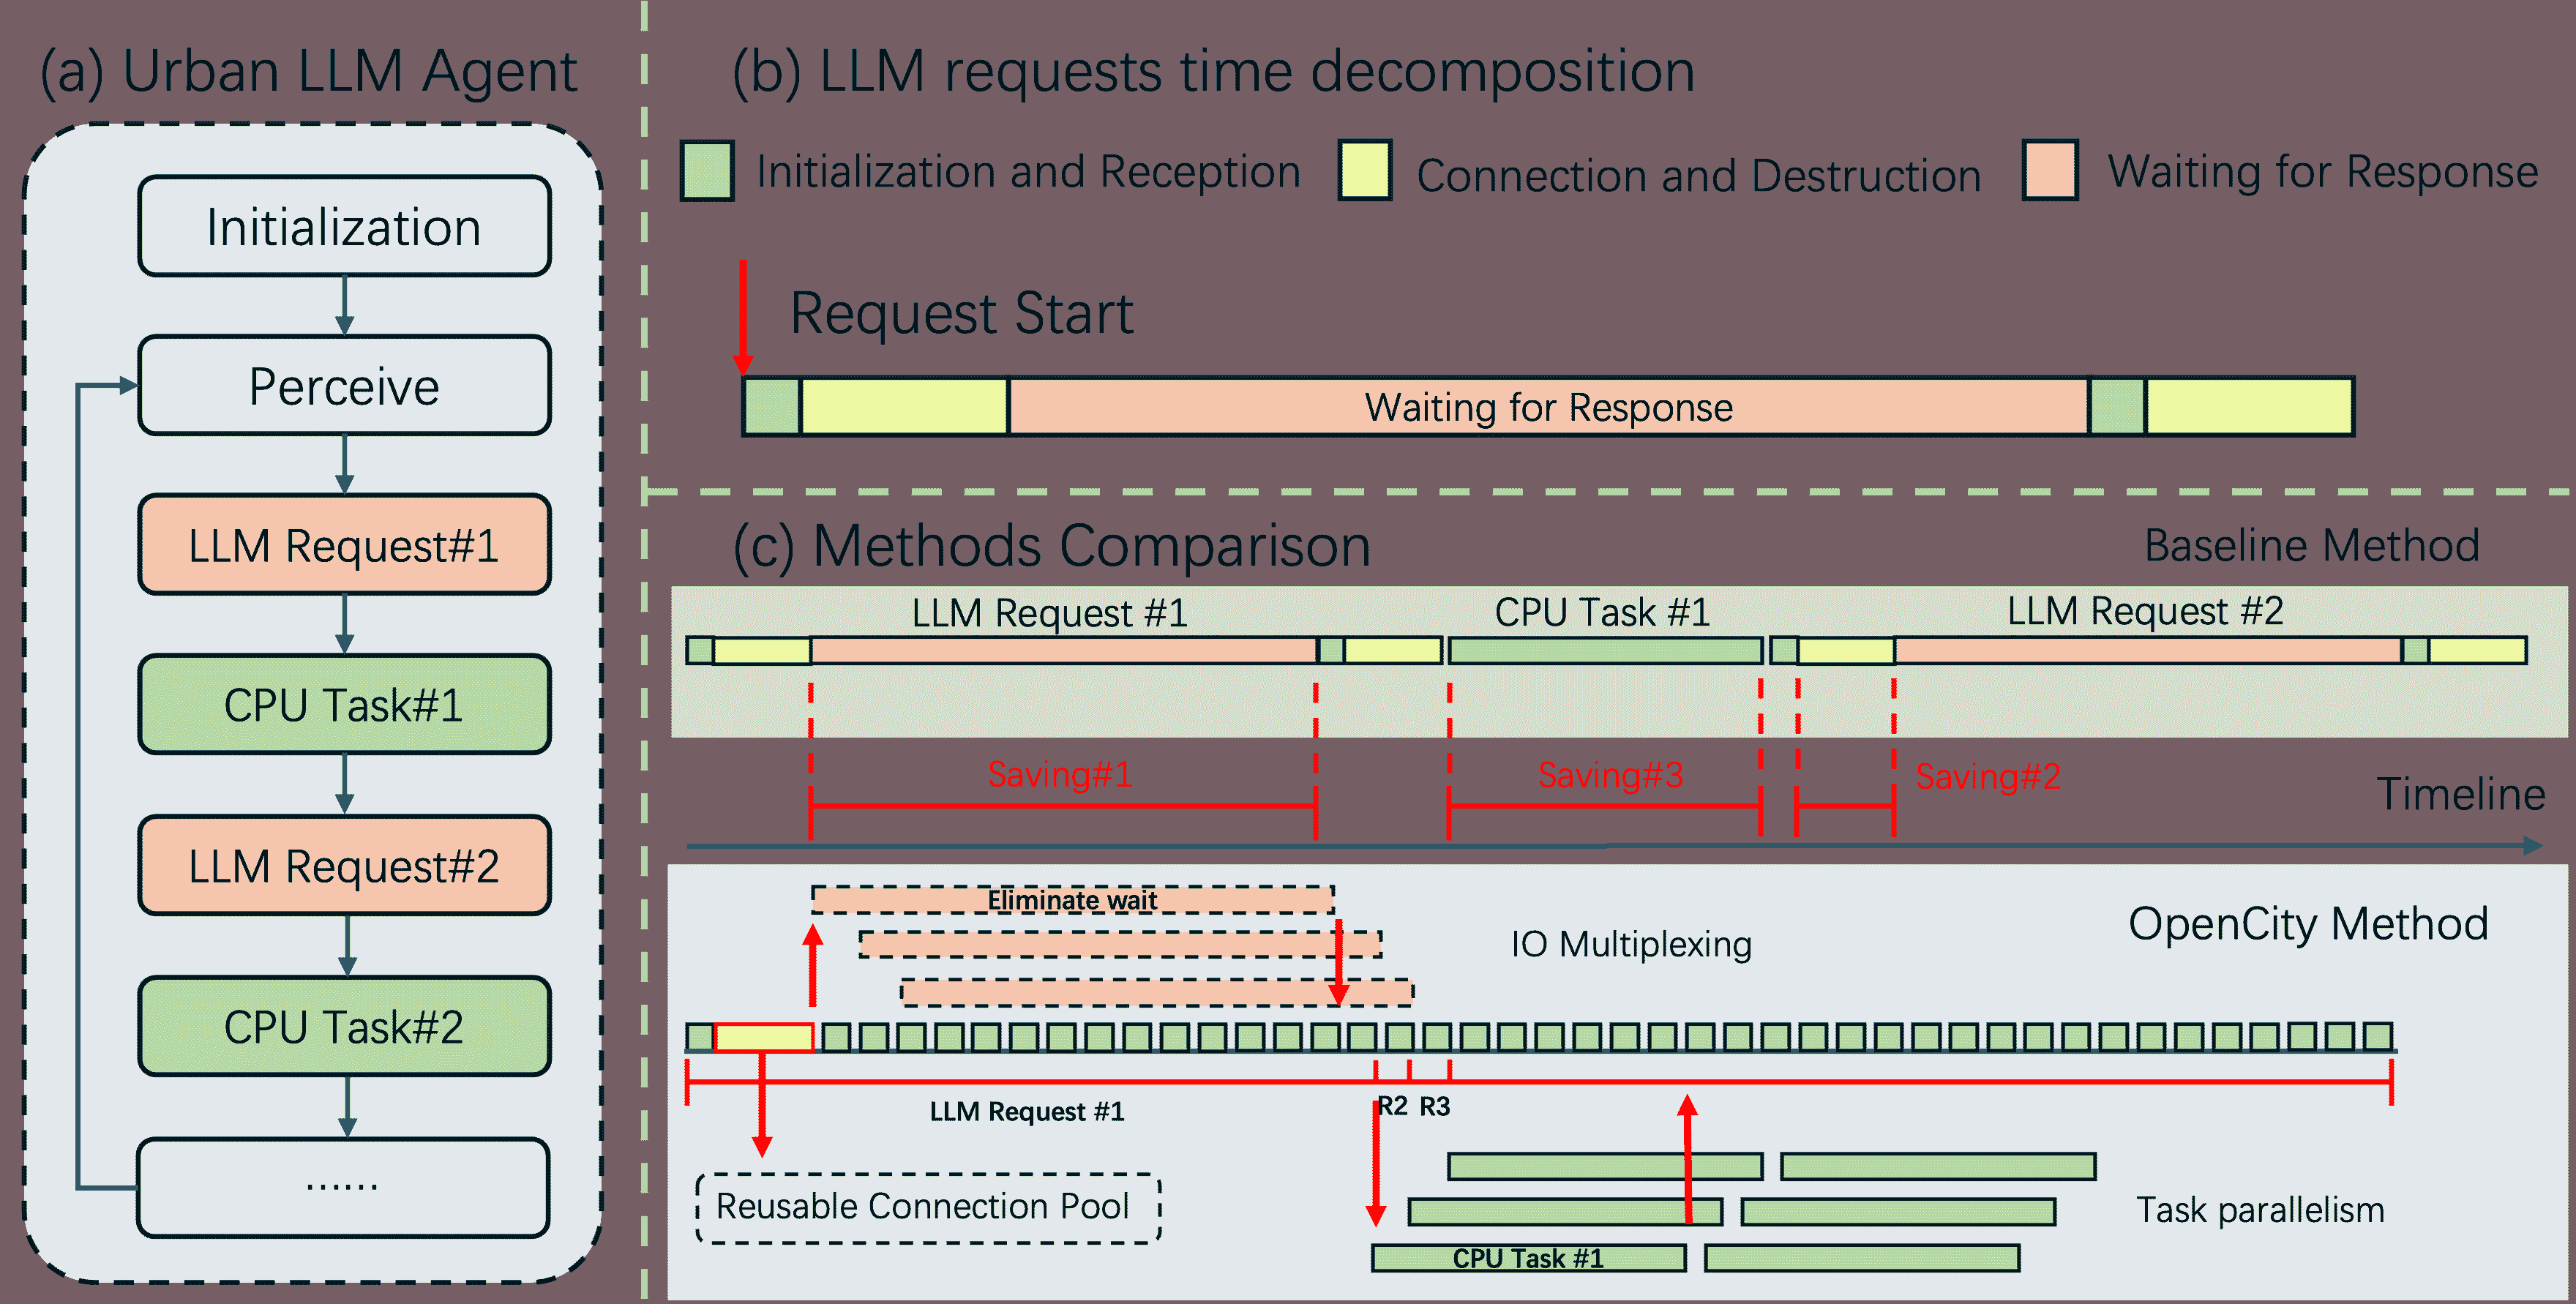 (a) Urban LLM Agent
Initialization
Perceive
LLM Request#1
CPU Task#1
LLM Request#2
CPU Task#2
······
(b) LLM requests time decomposition
Initialization and Reception
Connection and Destruction
Waiting for Response
Request Start
Waiting for Response
(c) Methods Comparison
Baseline Method
LLM Request #1
CPU Task #1
LLM Request #2
Saving#1
Saving#3
Saving#2
Timeline
Eliminate wait
OpenCity Method
IO Multiplexing
LLM Request #1
R2
R3
Reusable Connection Pool
Task parallelism
CPU Task #1